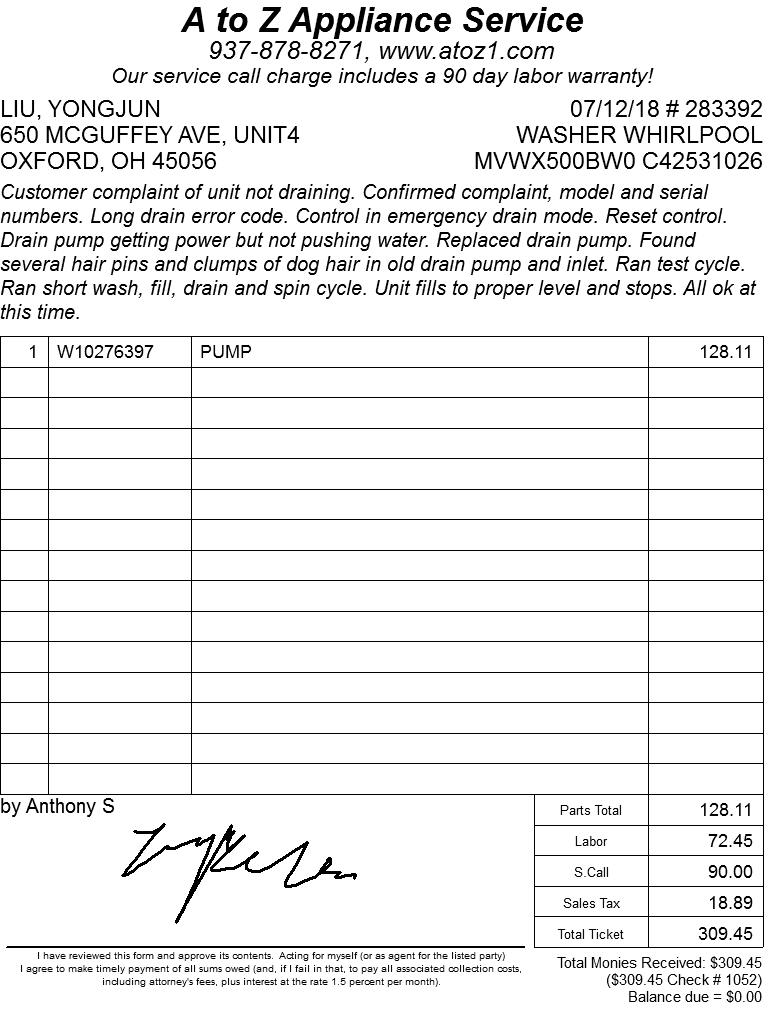 A to Z Appliance Service
937-878-8271, www.atoz1.com
Our service call charge includes a 90 day labor warranty!
LIU, YONGJUN 07/12/18 # 283392
650 MCGUFFEY AVE, UNIT4 WASHER WHIRLPOOL
OXFORD, OH 45056 MVWX500BW0 C42531026
Customer complaint of unit not draining. Confirmed complaint, model and serial
numbers. Long drain error code. Control in emergency drain mode. Reset control.
Drain pump getting power but not pushing water. Replaced drain pump. Found
several hair pins and clumps of dog hair in old drain pump and inlet. Ran test cycle.
Ran short wash, fill, drain and spin cycle. Unit fills to proper level and stops. All ok at
this time.
1 W10276397 PUMP 128.11
by Anthony S
Parts Total 128.11
Labor 72.45
S.Call 90.00
Sales Tax 18.89
Total Ticket 309.45
I have reviewed this form and approve its contents. Acting for myself (or as agent for the listed party)
I agree to make timely payment of all sums owed (and, if I fail in that, to pay all associated collection costs,
including attorney's fees, plus interest at the rate 1.5 percent per month).
Total Monies Received: $309.45
($309.45 Check # 1052)
Balance due = $0.00